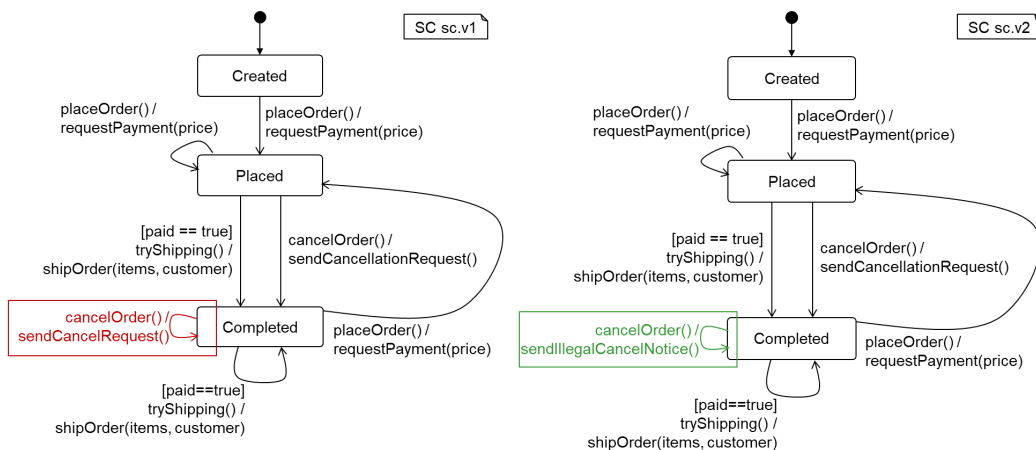 SC sc.v1
Created
placeOrder() /
requestPayment(price)
placeOrder() /
requestPayment(price)
Placed
[paid == true]
tryShipping() /
shipOrder(items, customer)
cancelOrder() /
sendCancellationRequest()
cancelOrder() /
sendCancelRequest()
Completed
placeOrder() /
requestPayment(price)
[paid==true]
tryShipping() /
shipOrder(items, customer)
SC sc.v2
Created
placeOrder() /
requestPayment(price)
placeOrder() /
requestPayment(price)
Placed
[paid == true]
tryShipping() /
shipOrder(items, customer)
cancelOrder() /
sendCancellationRequest()
cancelOrder() /
sendIllegalCancelNotice()
Completed
placeOrder() /
requestPayment(price)
[paid==true]
tryShipping() /
shipOrder(items, customer)